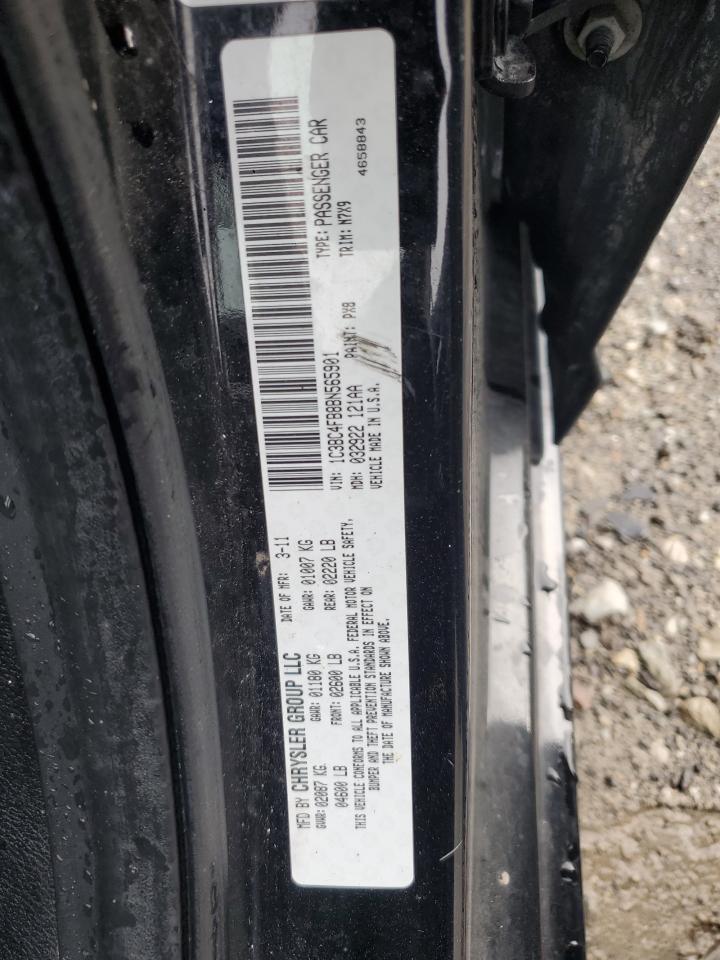 MFD BY CHRYSLER GROUP LLC DATE OF MFR: 3-11 H
GVWR: 02087 KG GAWR: 01180 KG GAWR: 01007 KG
04600 LB FRONT: 02600 LB REAR: 02220 LB
THIS VEHICLE CONFORMS TO ALL APPLICABLE U.S.A. FEDERAL MOTOR VEHICLE SAFETY,
BUMPER AND THEFT PREVENTION STANDARDS IN EFFECT ON
THE DATE OF MANUFACTURE SHOWN ABOVE.
VIN: 1C3BC4FB8BN565901 TYPE: PASSENGER CAR
MDH: 032922 121AA PAINT: PX8 TRIM: M7X9
VEHICLE MADE IN U.S.A. 4658843